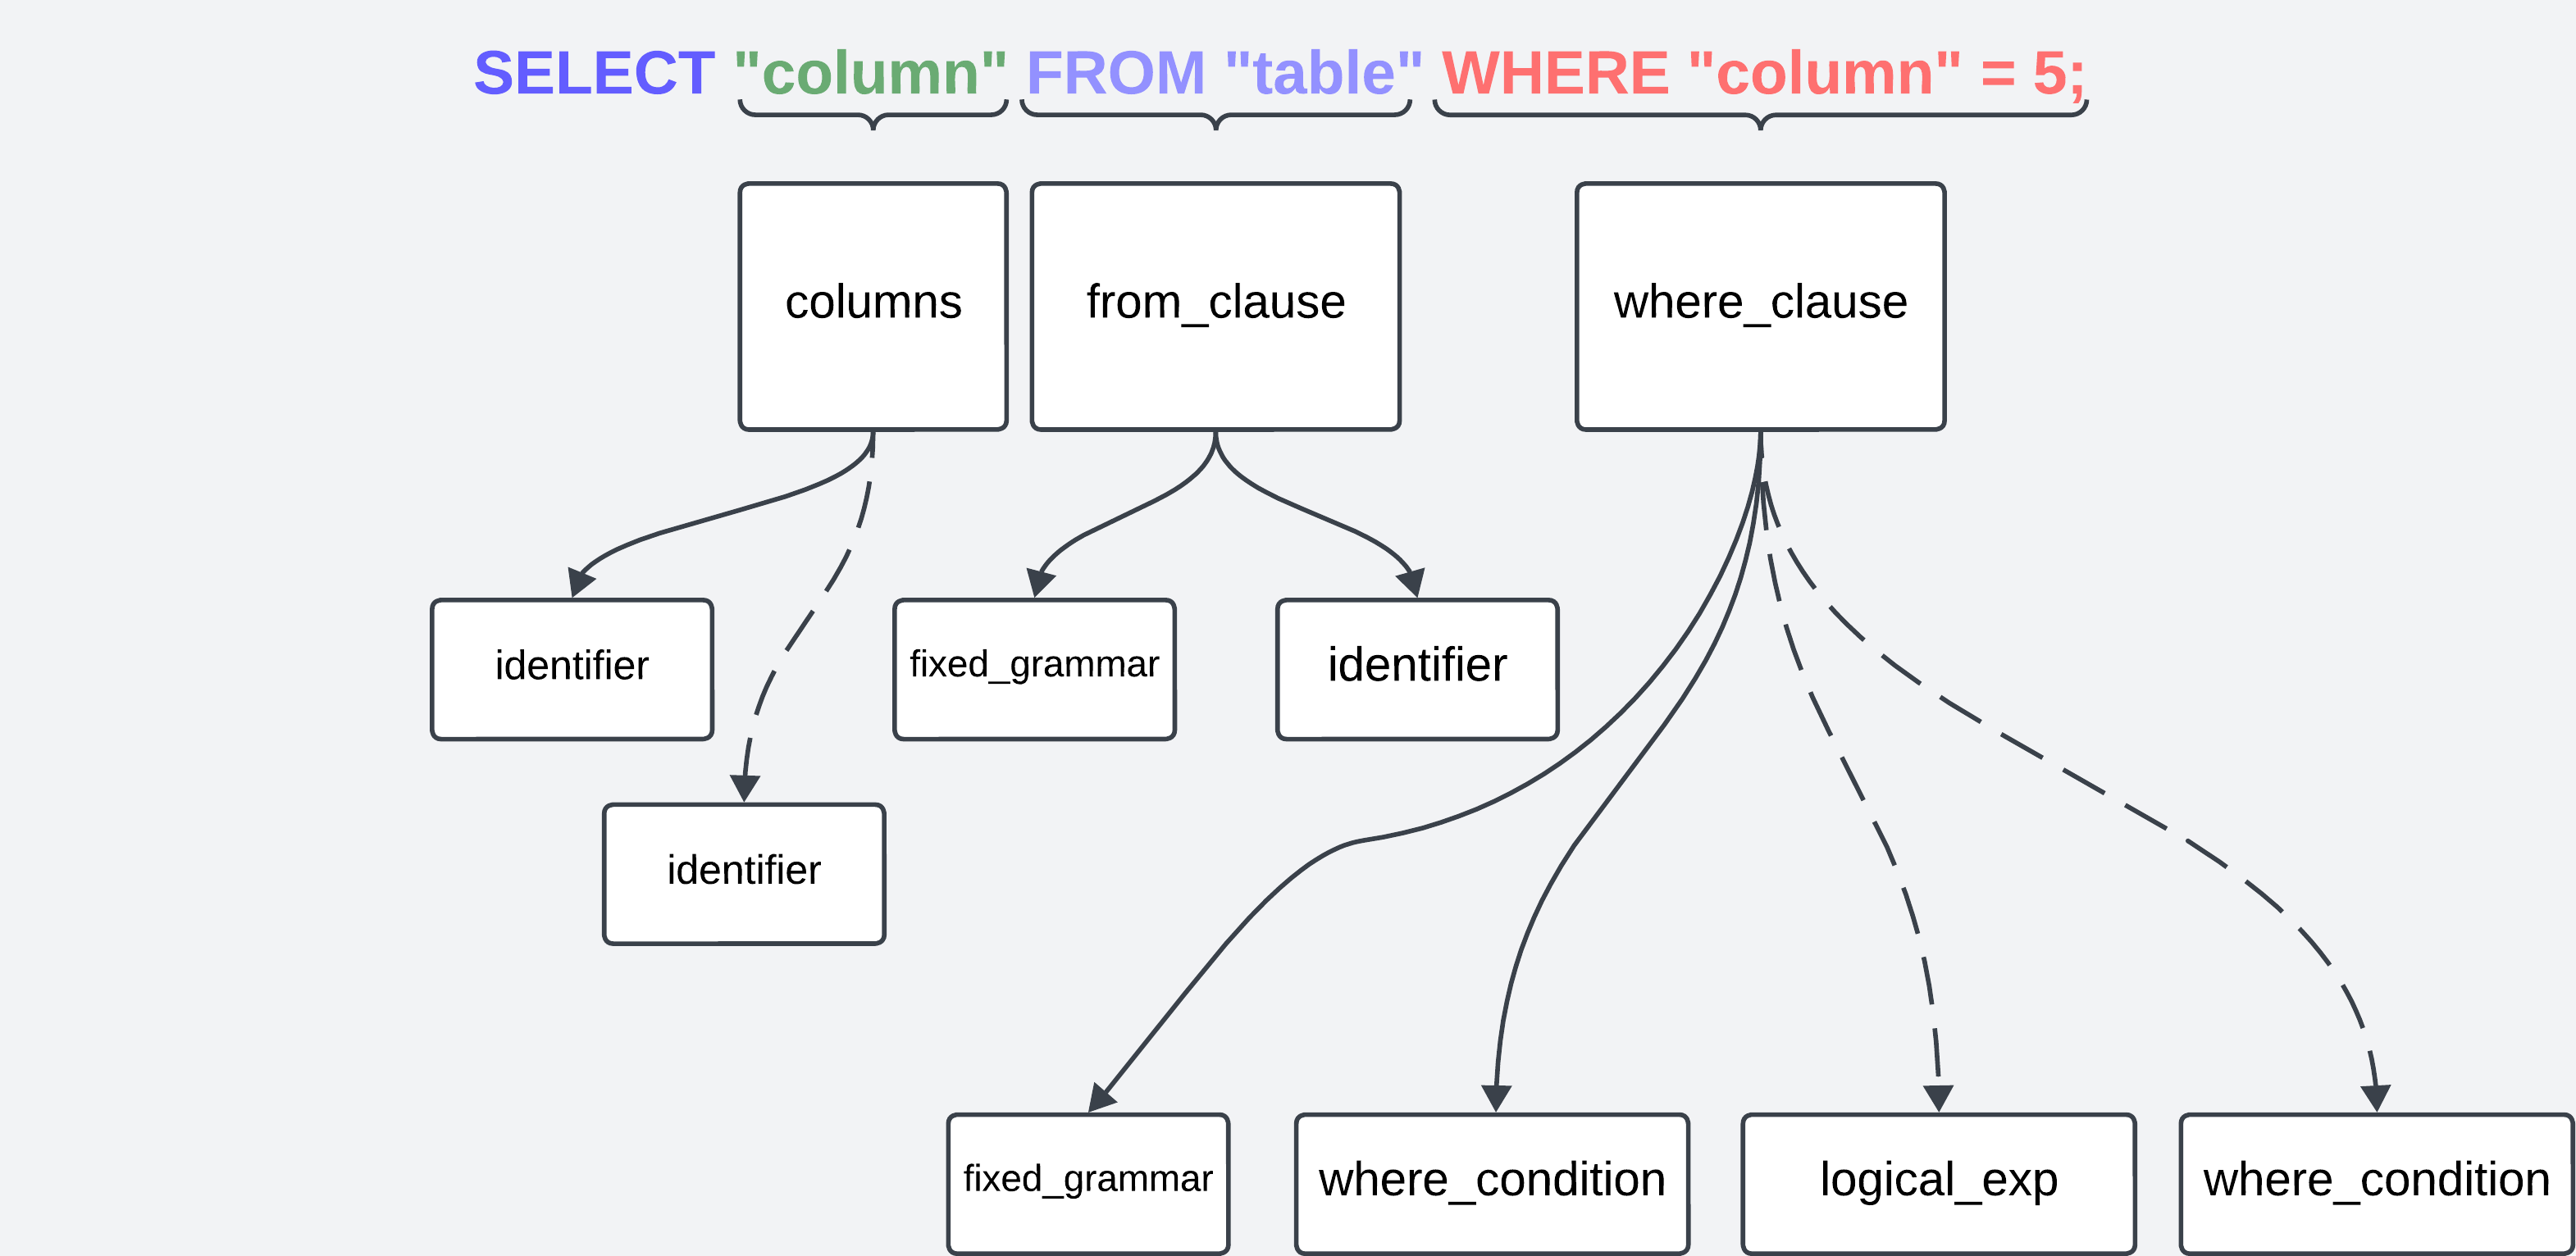 SELECT "column" FROM "table" WHERE "column" = 5;
columns
from_clause
where_clause
identifier
fixed_grammar
identifier
identifier
fixed_grammar
where_condition
logical_exp
where_condition